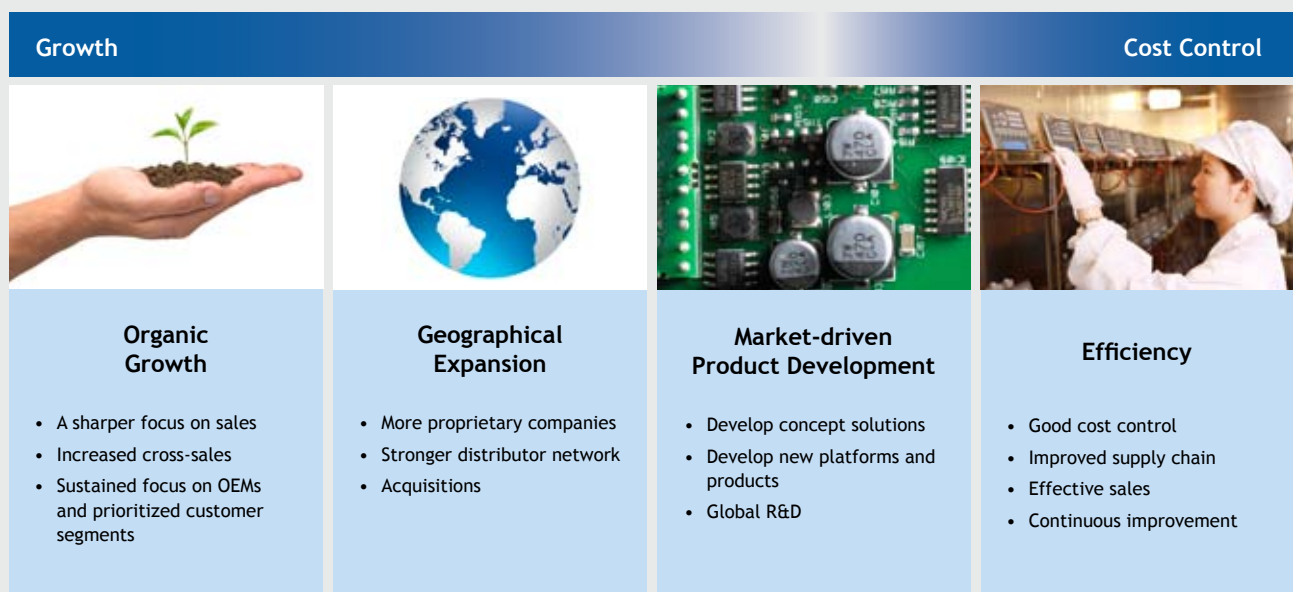 Growth
Cost Control
Organic
Growth
• A sharper focus on sales
• Increased cross-sales
• Sustained focus on OEMs
and prioritized customer
segments
Geographical
Expansion
• More proprietary companies
• Stronger distributor network
• Acquisitions
Market-driven
Product Development
• Develop concept solutions
• Develop new platforms and
products
• Global R&D
Efficiency
• Good cost control
• Improved supply chain
• Effective sales
• Continuous improvement